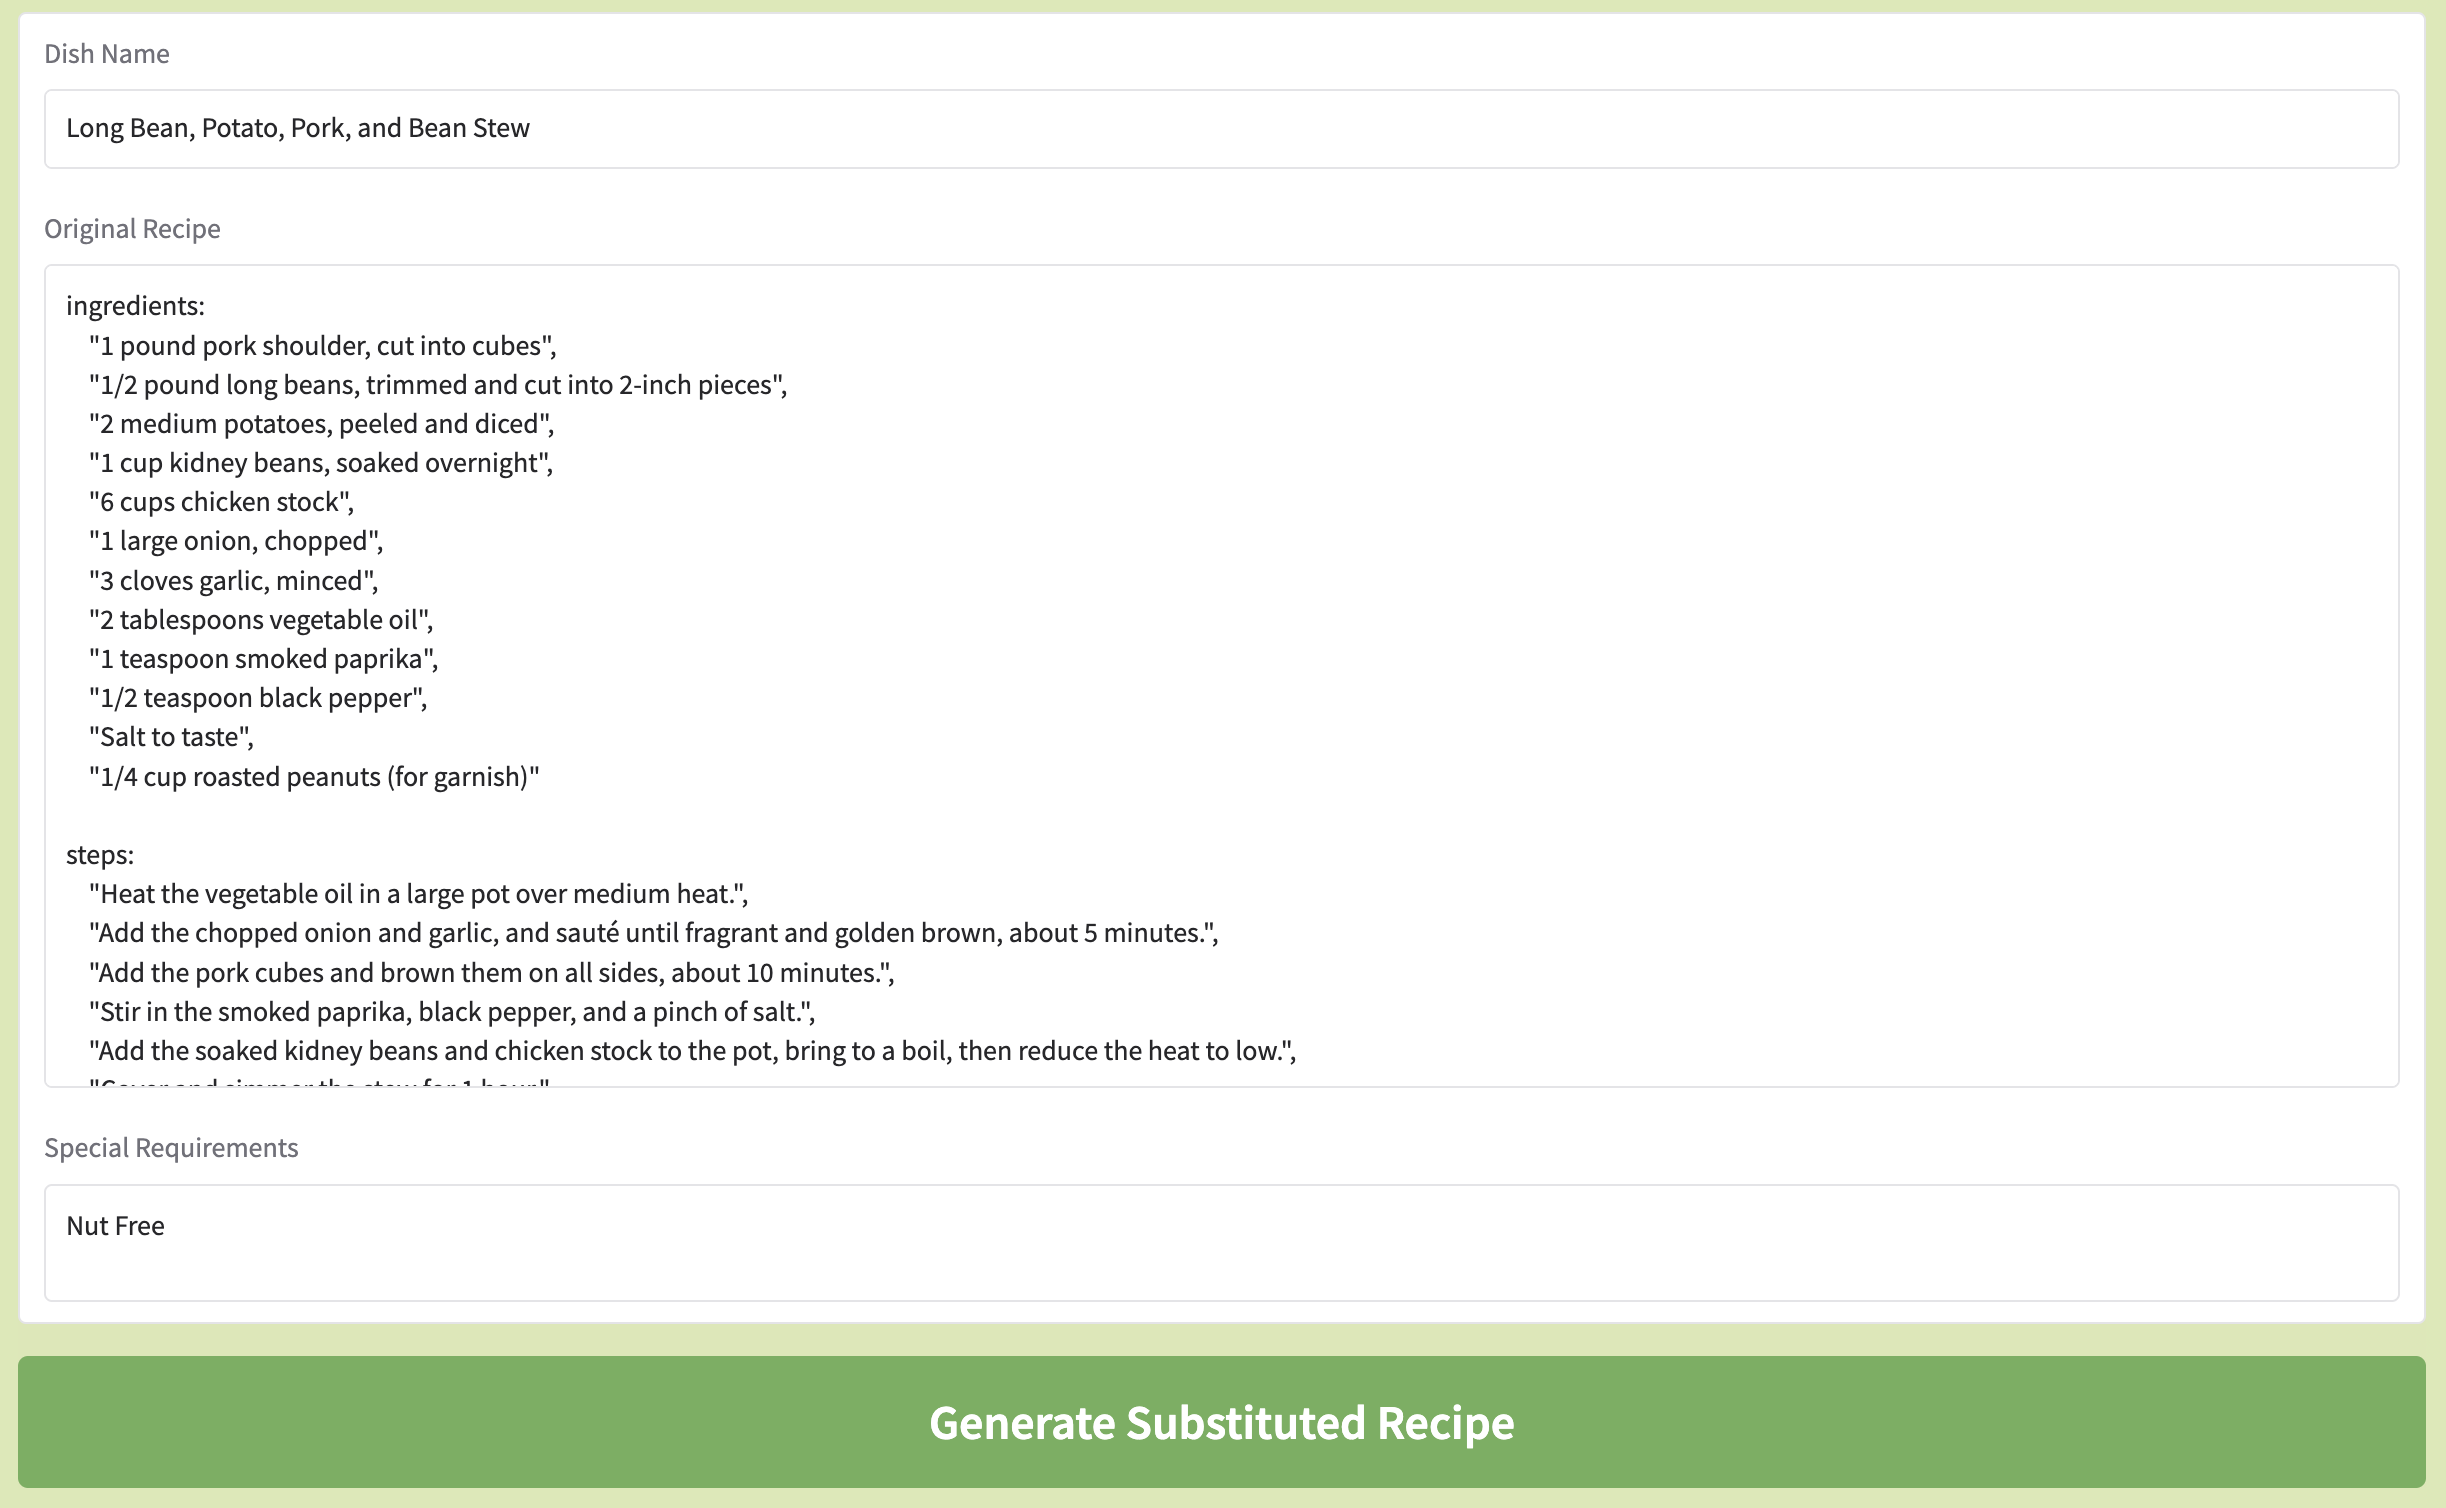 Dish Name
Long Bean, Potato, Pork, and Bean Stew
Original Recipe
ingredients:
"1 pound pork shoulder, cut into cubes",
"1/2 pound long beans, trimmed and cut into 2-inch pieces",
"2 medium potatoes, peeled and diced",
"1 cup kidney beans, soaked overnight",
"6 cups chicken stock",
"1 large onion, chopped",
"3 cloves garlic, minced",
"2 tablespoons vegetable oil",
"1 teaspoon smoked paprika",
"1/2 teaspoon black pepper",
"Salt to taste",
"1/4 cup roasted peanuts (for garnish)"
steps:
"Heat the vegetable oil in a large pot over medium heat.",
"Add the chopped onion and garlic, and sauté until fragrant and golden brown, about 5 minutes.",
"Add the pork cubes and brown them on all sides, about 10 minutes.",
"Stir in the smoked paprika, black pepper, and a pinch of salt.",
"Add the soaked kidney beans and chicken stock to the pot, bring to a boil, then reduce the heat to low.",
"Cover and simmer the stew for 1 hour."
Special Requirements
Nut Free
Generate Substituted Recipe